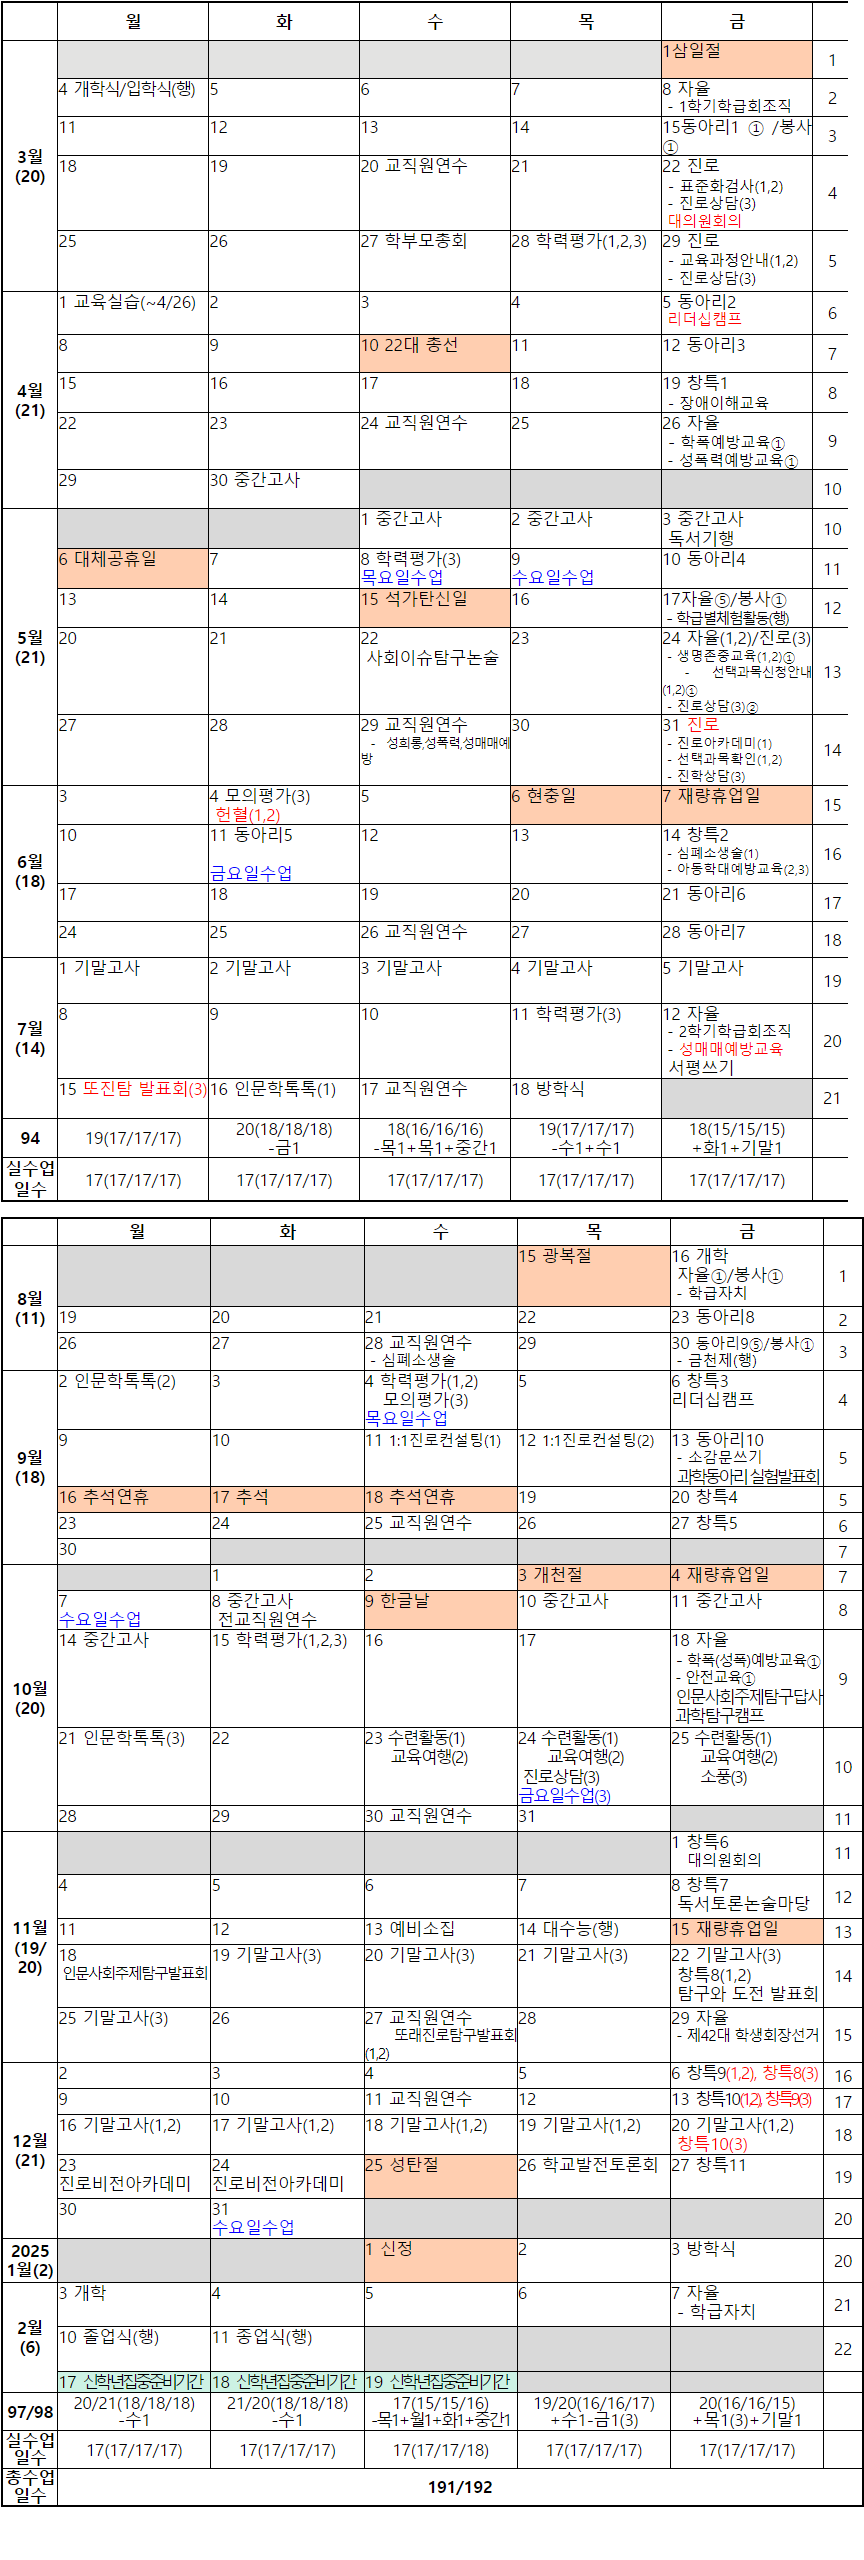 월 화 수 목 금
3월
(20)
1삼일절
1
4 개학식/입학식(행)
5
6
7
8 자율
- 1학기학급회조직
2
11
12
13
14
15동아리1 ① /봉사
①
3
18
19
20 교직원연수
21
22 진로
- 표준화검사(1,2)
- 진로상담(3)
대의원회의
4
25
26
27 학부모총회
28 학력평가(1,2,3)
29 진로
- 교육과정안내(1,2)
- 진로상담(3)
5
4월
(21)
1 교육실습(~4/26)
2
3
4
5 동아리2
리더십캠프
6
8
9
10 22대 총선
11
12 동아리3
7
15
16
17
18
19 창특1
- 장애이해교육
8
22
23
24 교직원연수
25
26 자율
- 학폭예방교육①
- 성폭력예방교육①
9
29
30 중간고사
10
5월
(21)
1 중간고사
2 중간고사
3 중간고사
독서기행
10
6 대체공휴일
7
8 학력평가(3)
목요일수업
9
수요일수업
10 동아리4
11
13
14
15 석가탄신일
16
17자율⑤/봉사①
- 학급별체험활동(행)
12
20
21
22
사회이슈탐구논술
23
24 자율(1,2)/진로(3)
- 생명존중교육(1,2)①
- 선택과목신청안내
(1,2)①
- 진로상담(3)②
13
27
28
29 교직원연수
- 성희롱,성폭력,성매매예
방
30
31 진로
- 진로아카데미(1)
- 선택과목확인(1,2)
- 진학상담(3)
14
6월
(18)
3
4 모의평가(3)
헌혈(1,2)
5
6 현충일
7 재량휴업일
15
10
11 동아리5
금요일수업
12
13
14 창특2
- 심폐소생술(1)
- 아동학대예방교육(2,3)
16
17
18
19
20
21 동아리6
17
24
25
26 교직원연수
27
28 동아리7
18
7월
(14)
1 기말고사
2 기말고사
3 기말고사
4 기말고사
5 기말고사
19
8
9
10
11 학력평가(3)
12 자율
- 2학기학급회조직
- 성매매예방교육
서평쓰기
20
15 또진탐 발표회(3)
16 인문학톡톡(1)
17 교직원연수
18 방학식
21
94
19(17/17/17)
20(18/18/18)
-금1
18(16/16/16)
-목1+목1+중간1
19(17/17/17)
-수1+수1
18(15/15/15)
+화1+기말1
실수업
일수
17(17/17/17)
17(17/17/17)
17(17/17/17)
17(17/17/17)
17(17/17/17)
월 화 수 목 금
8월
(11)
15 광복절
16 개학
자율①/봉사①
- 학급자치
1
19
20
21
22
23 동아리8
2
26
27
28 교직원연수
- 심폐소생술
29
30 동아리9⑤/봉사①
- 금천제(행)
3
9월
(18)
2 인문학톡톡(2)
3
4 학력평가(1,2)
모의평가(3)
목요일수업
5
6 창특3
리더십캠프
4
9
10
11 1:1진로컨설팅(1)
12 1:1진로컨설팅(2)
13 동아리10
- 소감문쓰기
과학동아리 실험발표회
5
16 추석연휴
17 추석
18 추석연휴
19
20 창특4
5
23
24
25 교직원연수
26
27 창특5
6
30
7
10월
(20)
1
2
3 개천절
4 재량휴업일
7
7
수요일수업
8 중간고사
전교직원연수
9 한글날
10 중간고사
11 중간고사
8
14 중간고사
15 학력평가(1,2,3)
16
17
18 자율
- 학폭(성폭)예방교육①
- 안전교육①
인문사회주제탐구답사
과학탐구캠프
9
21 인문학톡톡(3)
22
23 수련활동(1)
교육여행(2)
24 수련활동(1)
교육여행(2)
진로상담(3)
금요일수업(3)
25 수련활동(1)
교육여행(2)
소풍(3)
10
28
29
30 교직원연수
31
11
11월
(19/
20)
1 창특6
대의원회의
11
4
5
6
7
8 창특7
독서토론논술마당
12
11
12
13 예비소집
14 대수능(행)
15 재량휴업일
13
18
인문사회주제탐구발표회
19 기말고사(3)
20 기말고사(3)
21 기말고사(3)
22 기말고사(3)
창특8(1,2)
탐구와 도전 발표회
14
25 기말고사(3)
26
27 교직원연수
또래진로탐구발표회
(1,2)
28
29 자율
- 제42대 학생회장선거
15
12월
(21)
2
3
4
5
6 창특9(1,2), 창특8(3)
16
9
10
11 교직원연수
12
13 창특10(1,2), 창특9(3)
17
16 기말고사(1,2)
17 기말고사(1,2)
18 기말고사(1,2)
19 기말고사(1,2)
20 기말고사(1,2)
창특10(3)
18
23
진로비전아카데미
24
진로비전아카데미
25 성탄절
26 학교발전토론회
27 창특11
19
30
31
수요일수업
20
2025
1월(2)
1 신정
2
3 방학식
20
2월
(6)
3 개학
4
5
6
7 자율
- 학급자치
21
10 졸업식(행)
11 종업식(행)
22
17 신학년집중준비기간
18 신학년집중준비기간
19 신학년집중준비기간
97/98
20/21(18/18/18)
-수1
21/20(18/18/18)
-수1
17(15/15/16)
-목1+월1+화1+중간1
19/20(16/16/17)
+수1-금1(3)
20(16/16/15)
+목1(3)+기말1
실수업
일수
17(17/17/17)
17(17/17/17)
17(17/17/18)
17(17/17/17)
17(17/17/17)
총수업
일수
191/192